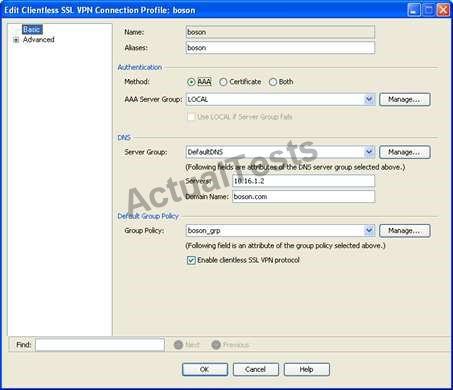 Edit Clientless SSL VPN Connection Profile: boson
Basic
Advanced
Name: boson
Aliases: boson
Authentication
Method: AAA Certificate Both
AAA Server Group: LOCAL Manage...
Use LOCAL if Server Group fails
DNS
Server Group: DefaultDNS Manage...
(Following fields are attributes of the DNS server group selected above.)
Servers: 10.16.1.2
Domain Name: boson.com
Default Group Policy
Group Policy: boson_grp Manage...
(Following field is an attribute of the group policy selected above.)
Enable clientless SSL VPN protocol
Find: Next Previous
OK Cancel Help
ActualTests